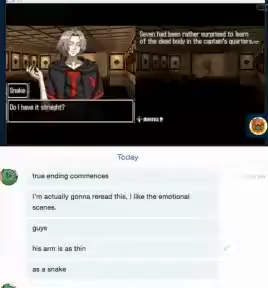 Seven had been rather surprised to learn
of the dead body in the captain's quarters.
Snake
Do I have it straight?
menu
Today
true ending commences
I'm actually gonna reread this, I like the emotional
scenes.
guys
his arm is as thin
as a snake